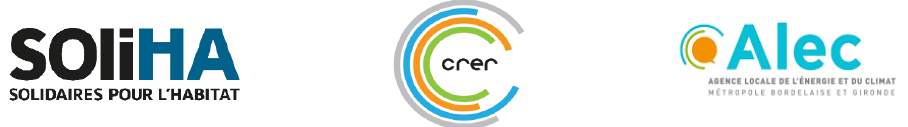 SOLiHA
SOLIDAIRES POUR L'HABITAT
crer
Alec
AGENCE LOCALE DE L'ÉNERGIE ET DU CLIMAT
MÉTROPOLE BORDELAISE ET GIRONDE